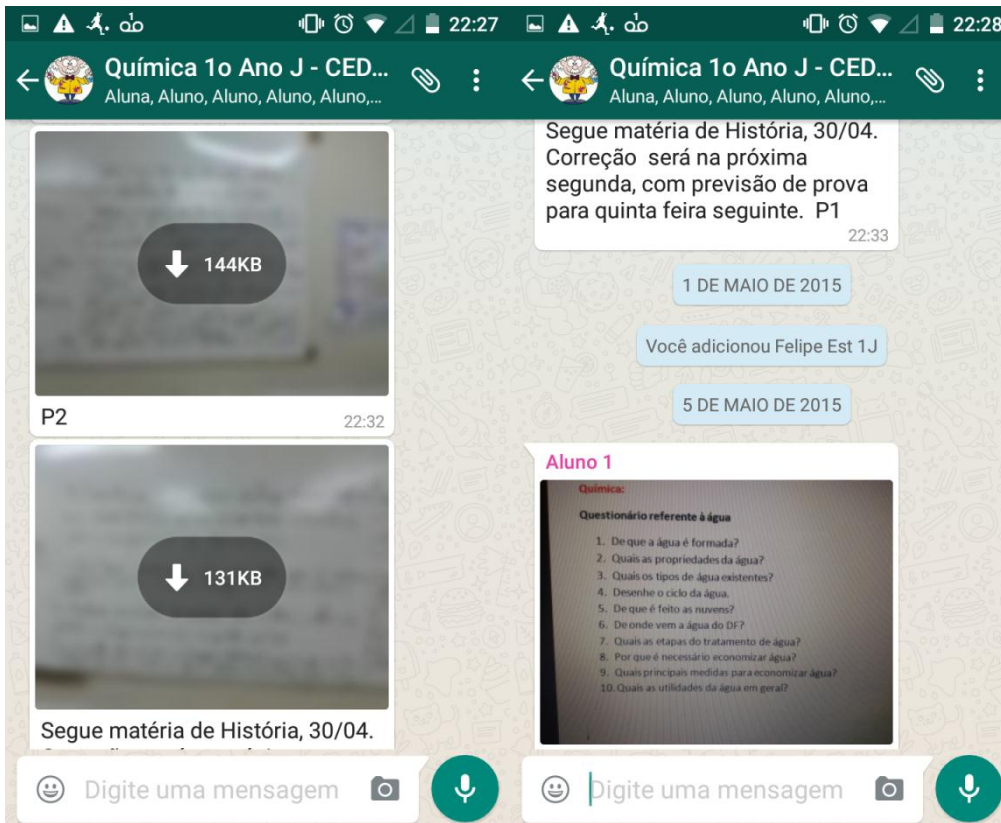 22:27
Química 1o Ano J - CED...
Aluna, Aluno, Aluno, Aluno, Aluno,...
144KB
P2
22:32
131KB
Segue matéria de História, 30/04.
Digite uma mensagem
22:28
Química 1o Ano J - CED...
Aluna, Aluno, Aluno, Aluno, Aluno,...
Segue matéria de História, 30/04.
Correção será na próxima
segunda, com previsão de prova
para quinta feira seguinte. P1
22:33
1 DE MAIO DE 2015
Você adicionou Felipe Est 1J
5 DE MAIO DE 2015
Aluno 1
Química:
Questionário referente à água
1. De que a água é formada?
2. Quais as propriedades da água?
3. Quais os tipos de água existentes?
4. Desenhe o ciclo da água.
5. De que é feito as nuvens?
6. De onde vem a água do DF?
7. Quais as etapas do tratamento de água?
8. Por que é necessário economizar água?
9. Quais principais medidas para economizar água?
10. Quais as utilidades da água em geral?
Digite uma mensagem